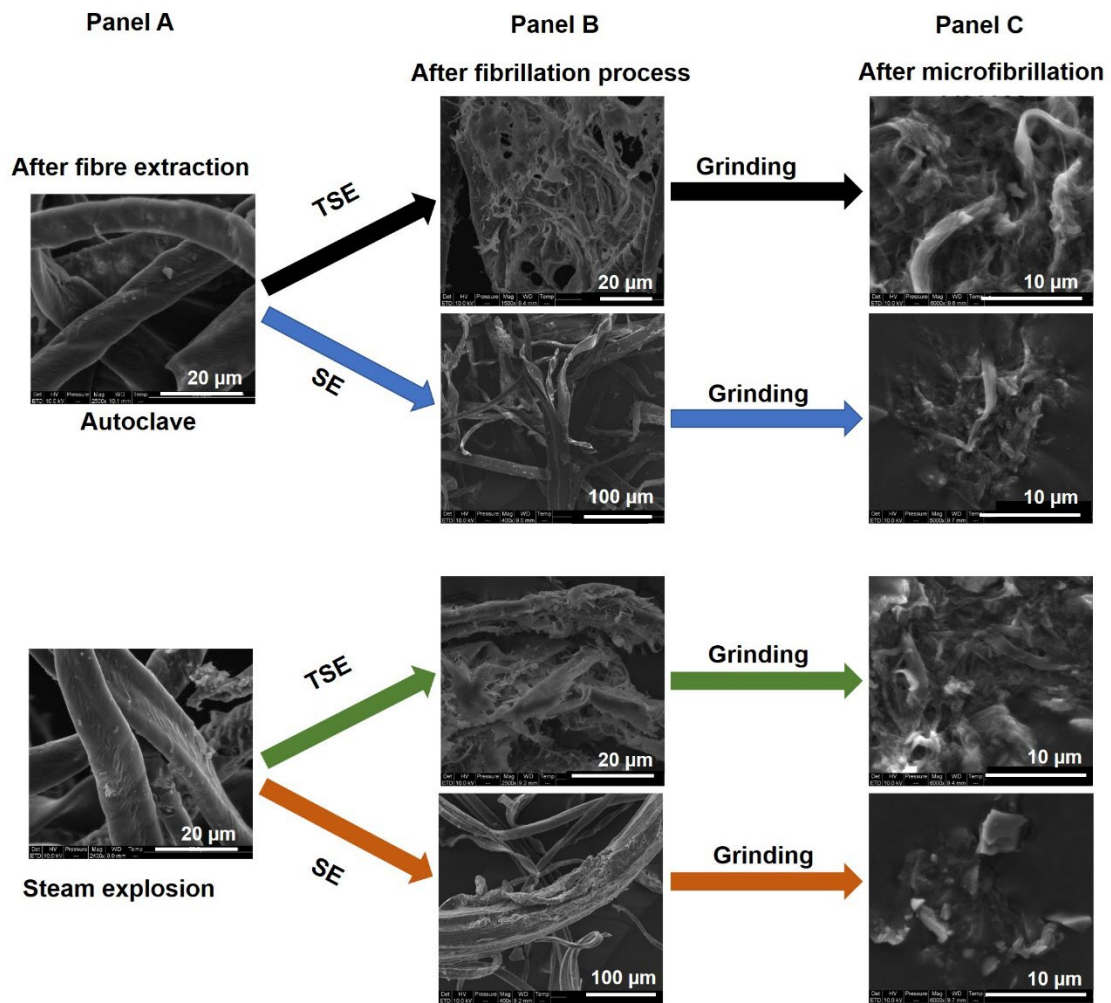 Panel A
Panel B
Panel C
After fibrillation process
After microfibrillation
After fibre extraction
TSE
Grinding
20 µm
10 µm
20 µm
Autoclave
SE
Grinding
100 µm
10 µm
TSE
Grinding
20 µm
10 µm
20 µm
Steam explosion
SE
Grinding
100 µm
10 µm